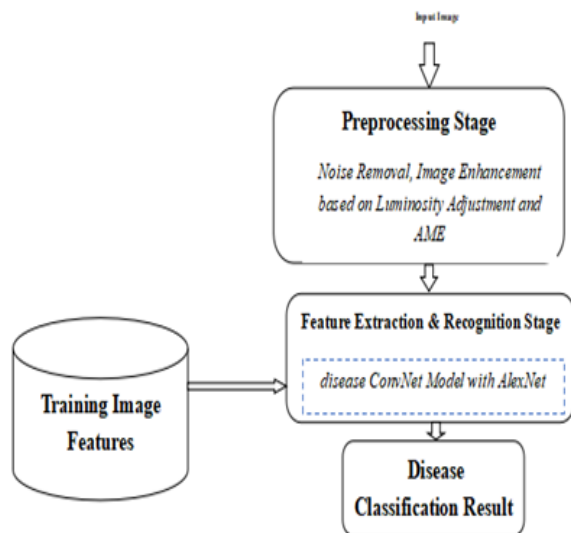 Input Image
Preprocessing Stage
Noise Removal, Image Enhancement
based on Luminosity Adjustment and
AME
Feature Extraction & Recognition Stage
disease ConvNet Model with AlexNet
Training Image
Features
Disease
Classification Result